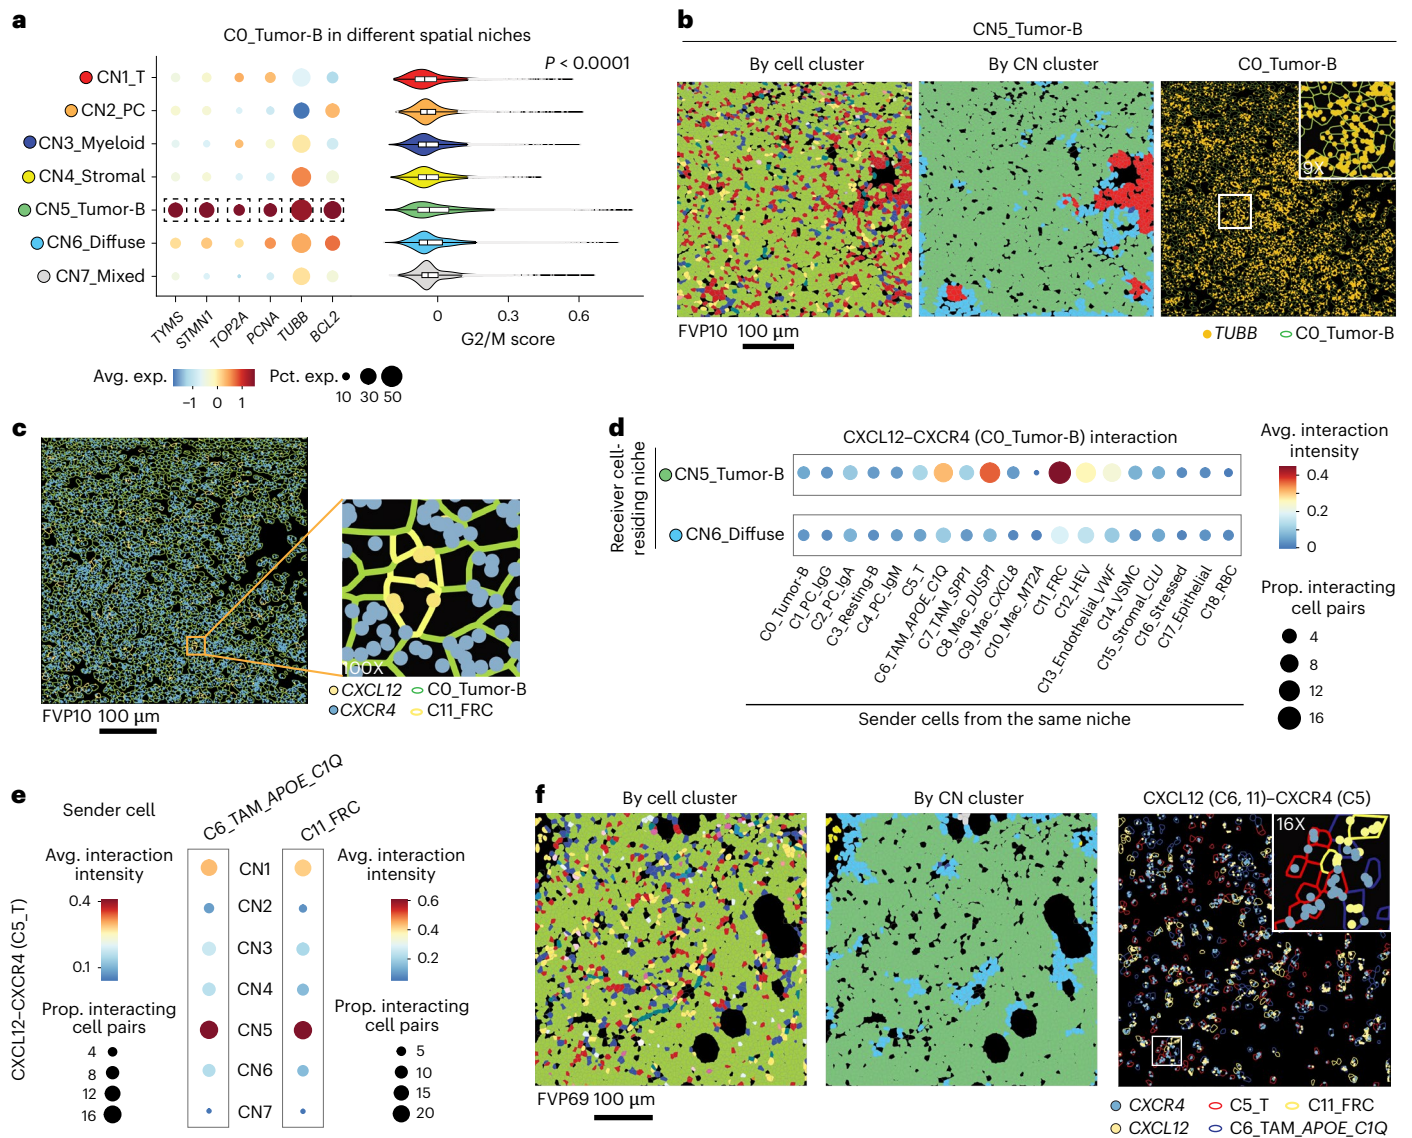 a
C0_Tumor-B in different spatial niches
P < 0.0001
CN1_T
CN2_PC
CN3_Myeloid
CN4_Stromal
CN5_Tumor-B
CN6_Diffuse
CN7_Mixed
TYMS
STMN1
TOP2A
PCNA
TUBB
BCL2
0 0.3 0.6
G2/M score
Avg. exp.
−1 0 1
Pct. exp.
10 30 50
b
CN5_Tumor-B
By cell cluster
By CN cluster
C0_Tumor-B
9X
FVP10 100 µm
TUBB C0_Tumor-B
c
100X
FVP10 100 µm
CXCL12 C0_Tumor-B
CXCR4 C11_FRC
d
CXCL12–CXCR4 (C0_Tumor-B) interaction
Receiver cell-
residing niche
CN5_Tumor-B
CN6_Diffuse
C0_Tumor-B
C1_PC_IgG
C2_PC_IgA
C3_Resting-B
C4_PC_IgM
C5_T
C6_TAM_APOE_C1Q
C7_TAM_SPP1
C8_Mac_DUSP1
C9_Mac_CXCL8
C10_Mac_MT2A
C11_FRC
C12_HEV
C13_Endothelial_VWF
C14_VSMC
C15_Stromal_CLU
C16_Stressed
C17_Epithelial
C18_RBC
Sender cells from the same niche
Avg. interaction
intensity
0.4
0.2
0
Prop. interacting
cell pairs
4
8
12
16
e
Sender cell
C6_TAM_APOE_C1Q
C11_FRC
CXCL12–CXCR4 (C5_T)
Avg. interaction
intensity
0.4
0.1
Prop. interacting
cell pairs
4
8
12
16
CN1
CN2
CN3
CN4
CN5
CN6
CN7
Avg. interaction
intensity
0.6
0.4
0.2
Prop. interacting
cell pairs
5
10
15
20
f
By cell cluster
By CN cluster
CXCL12 (C6, 11)–CXCR4 (C5)
16X
FVP69 100 µm
CXCR4 C5_T C11_FRC
CXCL12 C6_TAM_APOE_C1Q